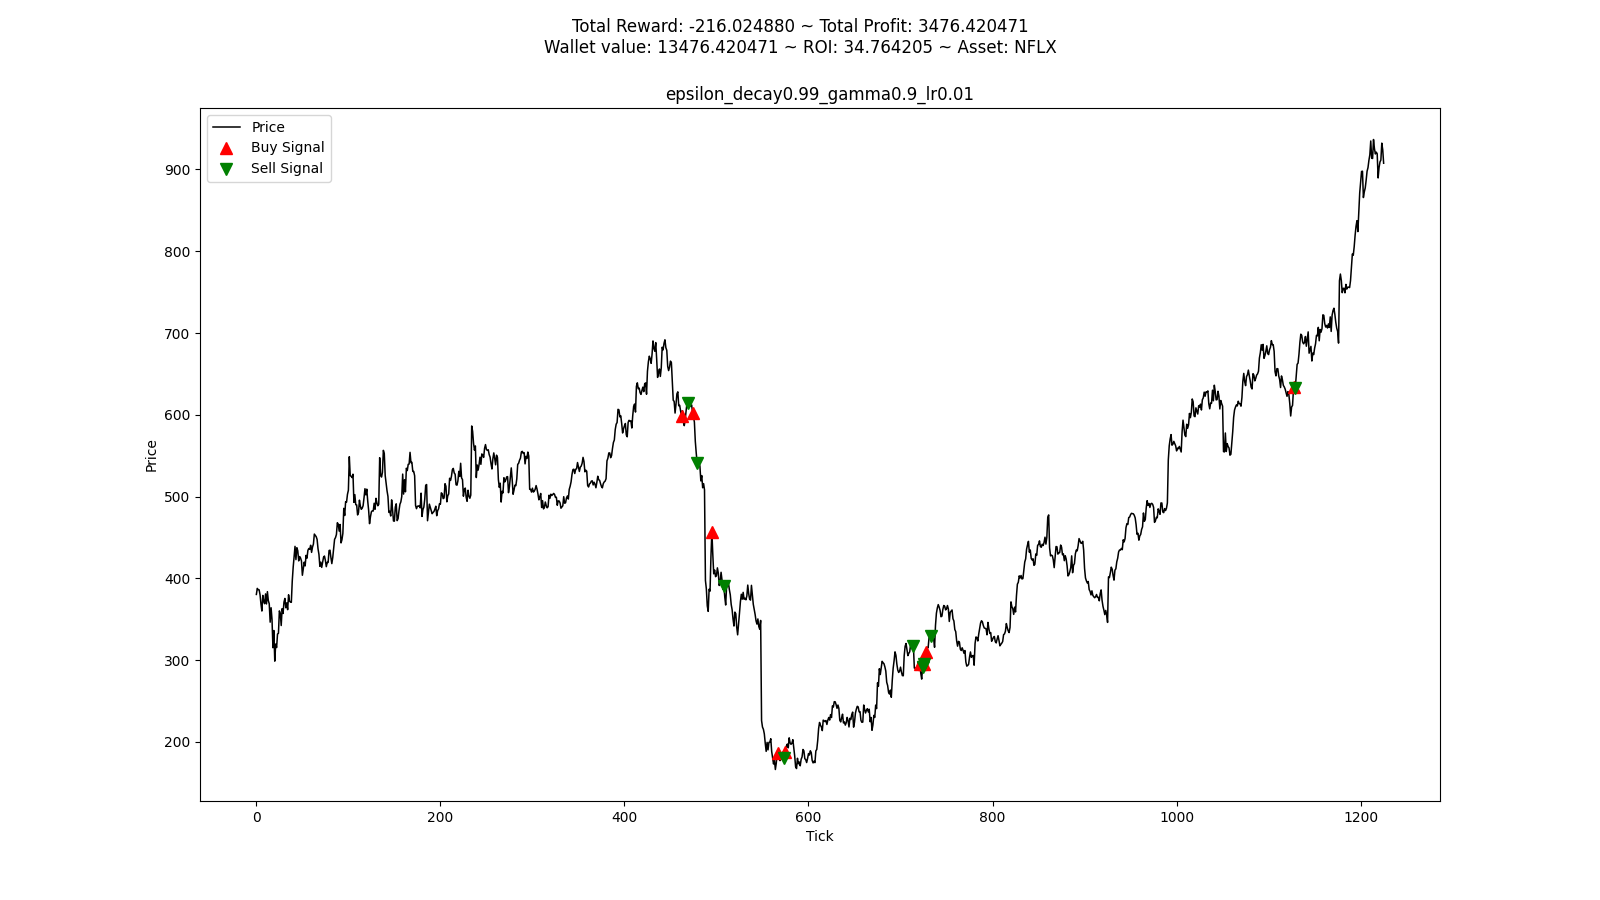 Total Reward: -216.024880 ~ Total Profit: 3476.420471
Wallet value: 13476.420471 ~ ROI: 34.764205 ~ Asset: NFLX
epsilon_decay0.99_gamma0.9_lr0.01
Price
Buy Signal
Sell Signal
900
800
700
600
500
400
300
200
Price
0 200 400 600 800 1000 1200
Tick